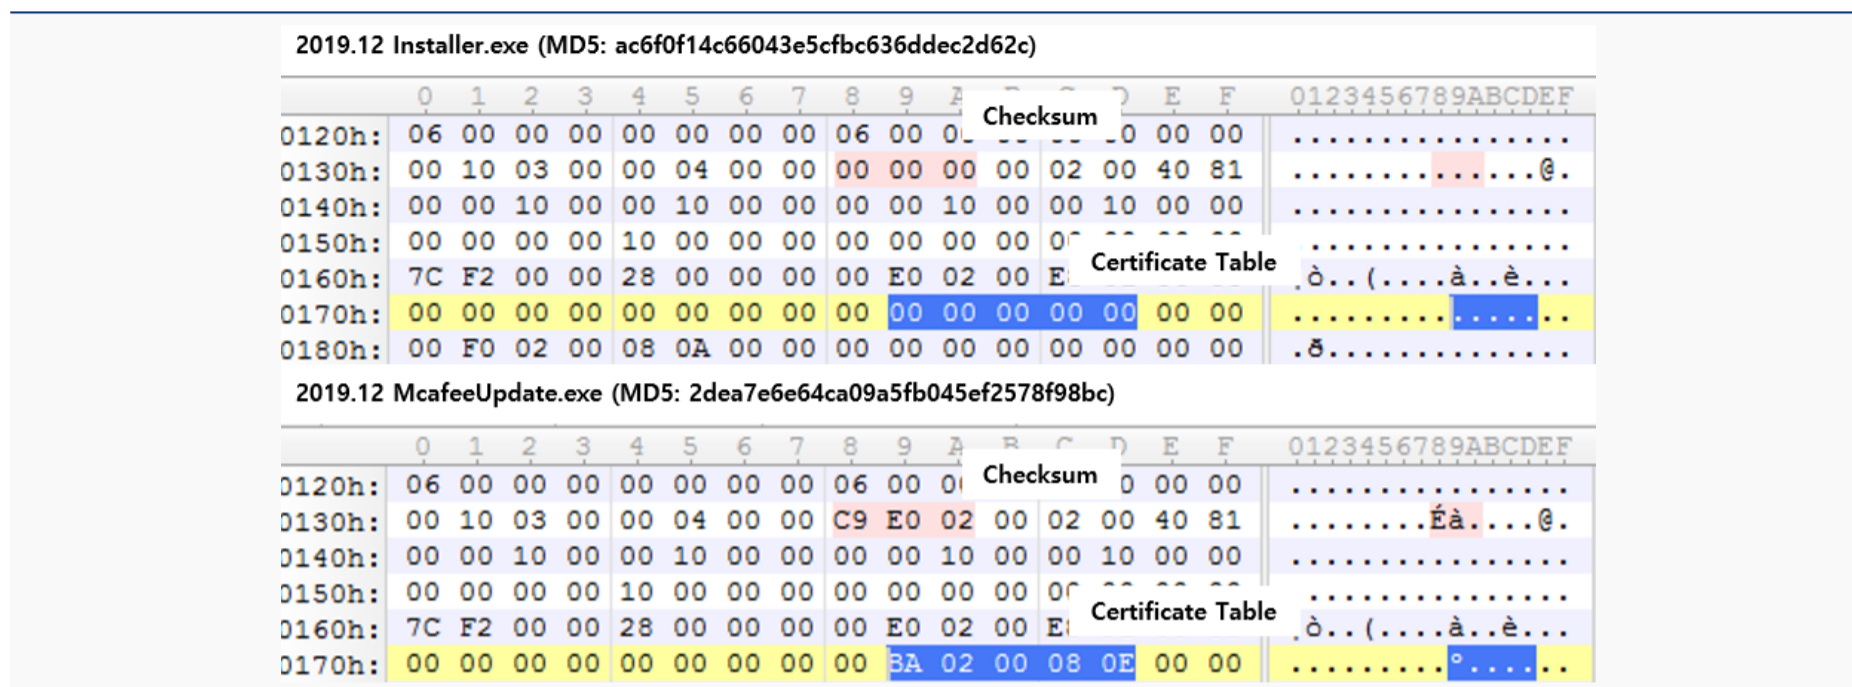 2019.12 Installer.exe (MD5: ac6f0f14c66043e5cfbc636ddec2d62c)
0 1 2 3 4 5 6 7 8 9 A D E F 0123456789ABCDEF
Checksum
0120h: 06 00 00 00 00 00 00 00 06 00 00 00 00 ................
0130h: 00 10 03 00 00 04 00 00 00 00 00 00 02 00 40 81 ..............@.
0140h: 00 00 10 00 00 10 00 00 00 00 10 00 00 10 00 00 ................
0150h: 00 00 00 00 10 00 00 00 00 00 00 00 ...............
Certificate Table
0160h: 7C F2 00 00 28 00 00 00 00 E0 02 00 .ò..(....à..è...
0170h: 00 00 00 00 00 00 00 00 00 00 00 00 00 00 00 00 ................
0180h: 00 F0 02 00 08 0A 00 00 00 00 00 00 00 00 00 00 .ð..............
2019.12 McafeeUpdate.exe (MD5: 2dea7e6e64ca09a5fb045ef2578f98bc)
0 1 2 3 4 5 6 7 8 9 A B C D E F 0123456789ABCDEF
Checksum
0120h: 06 00 00 00 00 00 00 00 06 00 00 00 ................
0130h: 00 10 03 00 00 04 00 00 C9 E0 02 00 02 00 40 81 ........Éà....@.
0140h: 00 00 10 00 00 10 00 00 00 00 10 00 00 10 00 00 ................
0150h: 00 00 00 00 10 00 00 00 00 00 00 00 ...............
Certificate Table
0160h: 7C F2 00 00 28 00 00 00 00 E0 02 00 .ò..(....à..è...
0170h: 00 00 00 00 00 00 00 00 00 BA 02 00 08 0E 00 00 .........º......